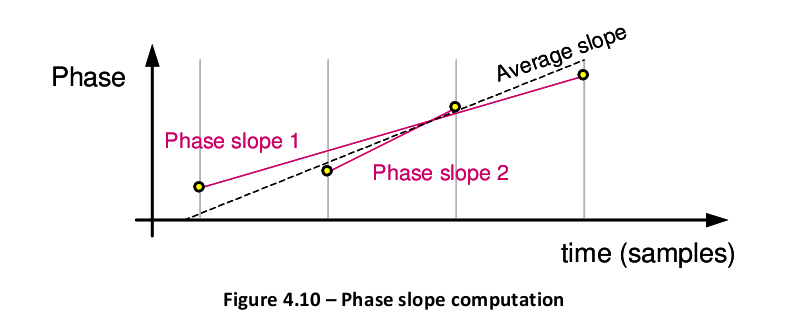 Average slope
Phase
Phase slope 1
Phase slope 2
time (samples)
Figure 4.10 – Phase slope computation